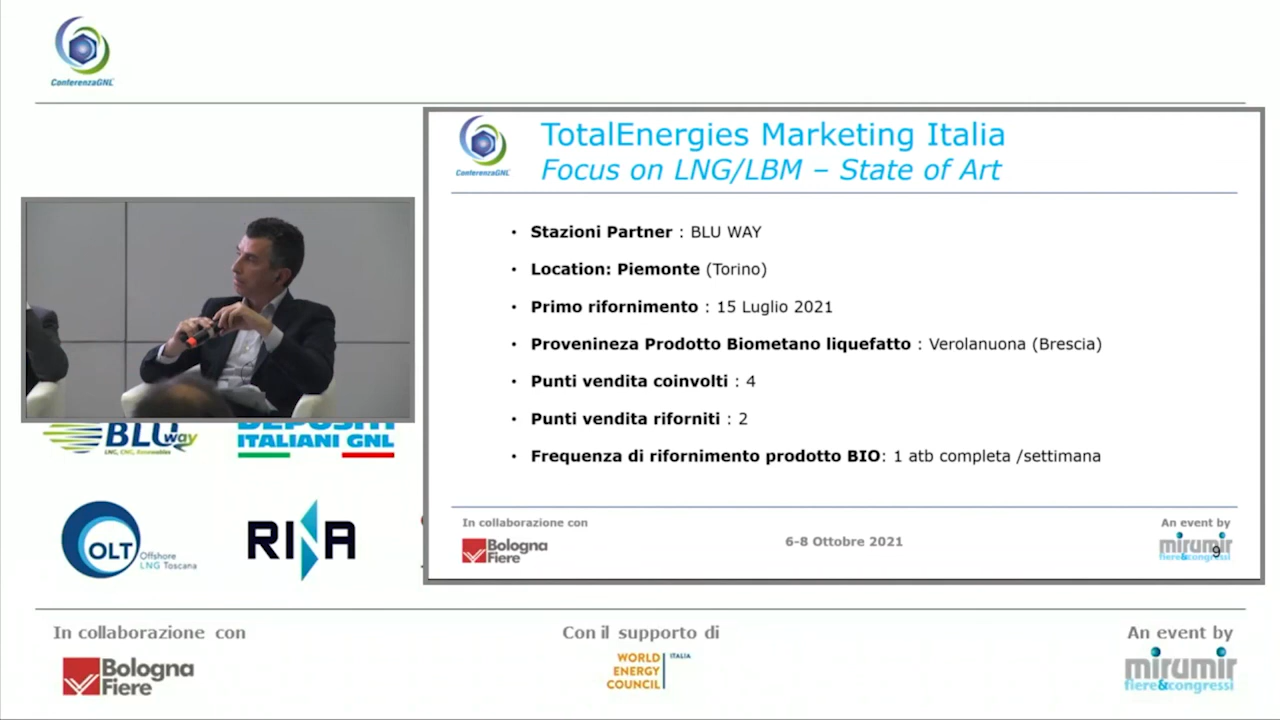 ConferenzaGNL
ConferenzaGNL
TotalEnergies Marketing Italia
Focus on LNG/LBM – State of Art
• Stazioni Partner : BLU WAY
• Location: Piemonte (Torino)
• Primo rifornimento : 15 Luglio 2021
• Provenineza Prodotto Biometano liquefatto : Verolanuona (Brescia)
• Punti vendita coinvolti : 4
• Punti vendita riforniti : 2
• Frequenza di rifornimento prodotto BIO: 1 atb completa /settimana
In collaborazione con
Bologna
Fiere
6-8 Ottobre 2021
An event by
mirumir
fiere&congressi
9
BLUway
LNG, CNG, Renewables
DEPOSITI
ITALIANI GNL
OLT Offshore
LNG Toscana
RINA
In collaborazione con
Bologna
Fiere
Con il supporto di
WORLD
ENERGY
COUNCIL
ITALIA
An event by
mirumir
fiere&congressi